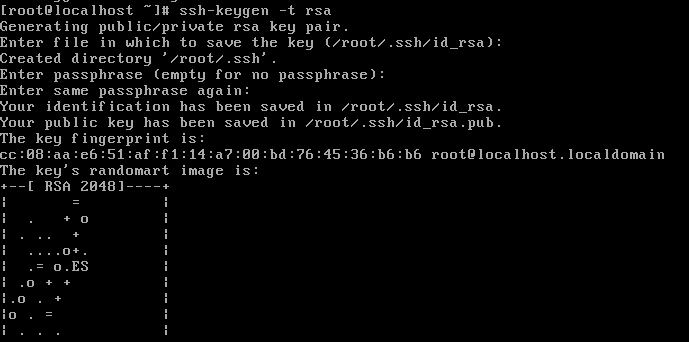 [root@localhost ~]# ssh-keygen -t rsa
Generating public/private rsa key pair.
Enter file in which to save the key (/root/.ssh/id_rsa):
Created directory '/root/.ssh'.
Enter passphrase (empty for no passphrase):
Enter same passphrase again:
Your identification has been saved in /root/.ssh/id_rsa.
Your public key has been saved in /root/.ssh/id_rsa.pub.
The key fingerprint is:
cc:08:aa:e6:51:af:f1:14:a7:00:bd:76:45:36:b6:b6 root@localhost.localdomain
The key's randomart image is:
+--[ RSA 2048]----+
|        =        |
|  .   + o        |
| . ..  +         |
|  ....o+.        |
|  .= o.ES        |
| .o + +          |
|.o . +           |
|o . =            |
| . . .           |